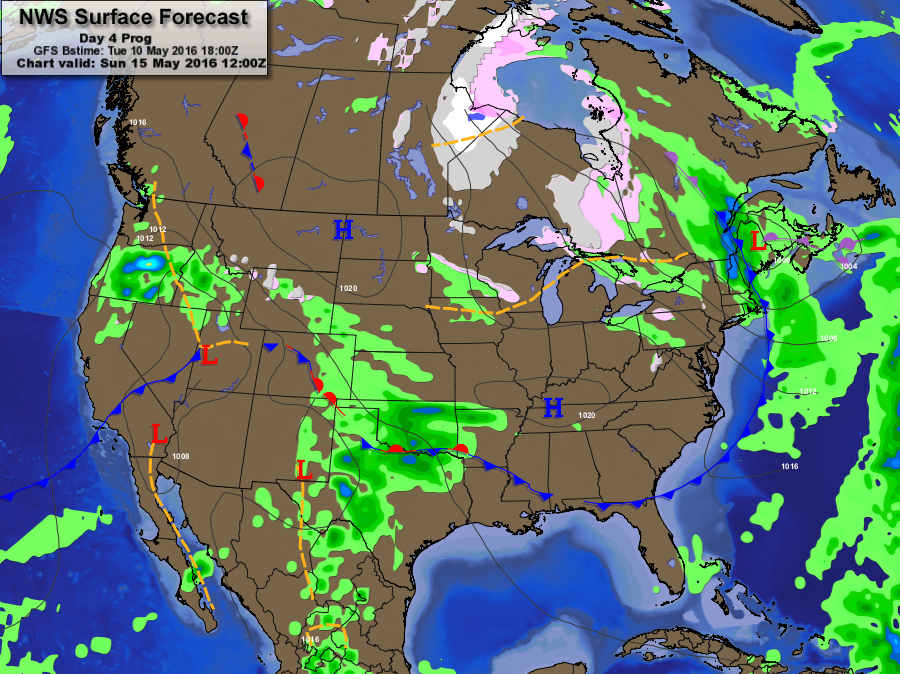 NWS Surface Forecast
Day 4 Prog
GFS Bstime: Tue 10 May 2016 18:00Z
Chart valid: Sun 15 May 2016 12:00Z
1016
1012
1012
H
L
1004
1020
L
1008
1012
H
1020
L
1008
L
1016
1016